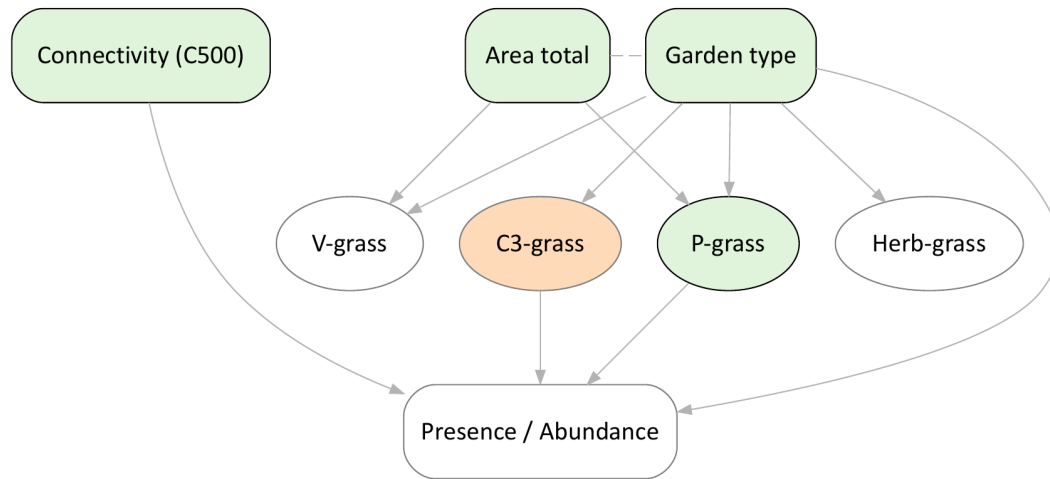 Connectivity (C500)
Area total
Garden type
V-grass
C3-grass
P-grass
Herb-grass
Presence / Abundance